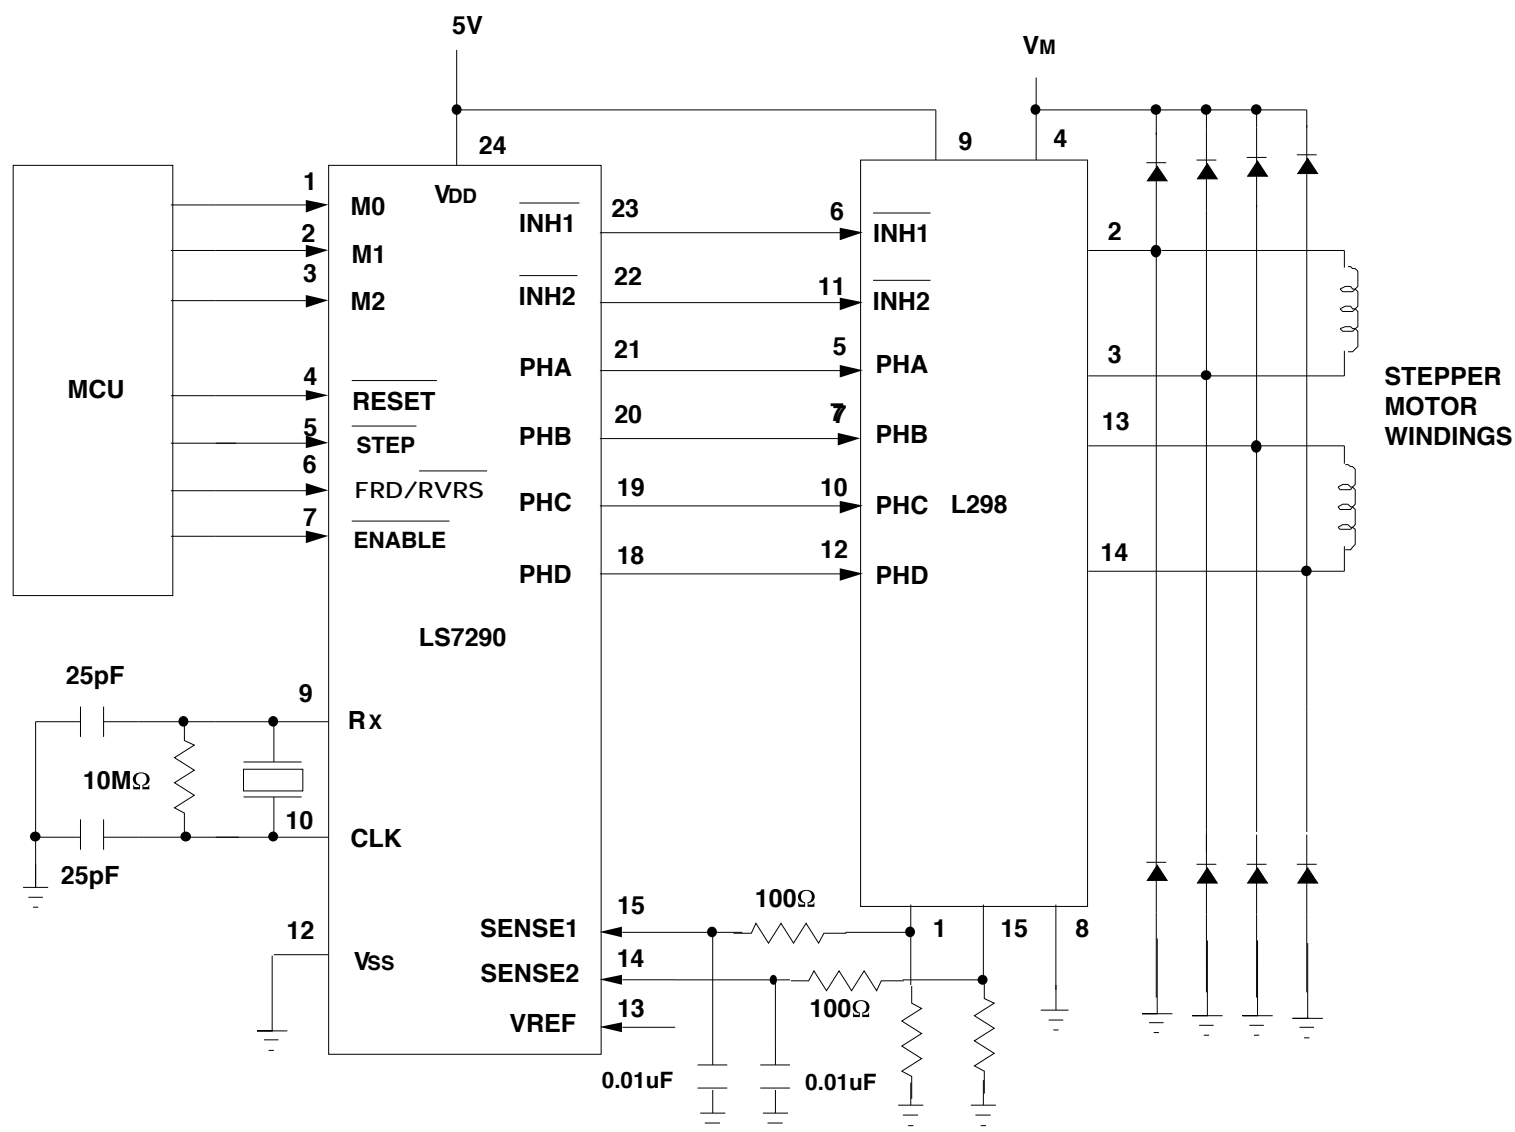 5V
VM
24
9
4
1
M0
VDD
INH1
23
6
INH1
2
2
M1
3
M2
INH2
22
11
INH2
PHA
21
5
PHA
3
MCU
4
RESET
5
STEP
6
FRD/RVRS
7
ENABLE
PHB
20
7
PHB
13
STEPPER
MOTOR
WINDINGS
PHC
19
10
PHC
L298
PHD
18
12
PHD
14
LS7290
25pF
9
Rx
10MΩ
10
CLK
25pF
12
VSS
SENSE1
15
100Ω
1
15
8
SENSE2
14
100Ω
VREF
13
0.01uF
0.01uF